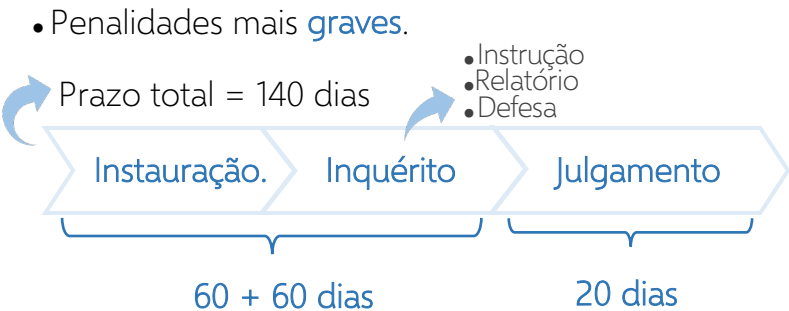 •Penalidades mais graves.
•Instrução
•Relatório
•Defesa
Prazo total = 140 dias
Instauração. Inquérito Julgamento
60 + 60 dias 20 dias